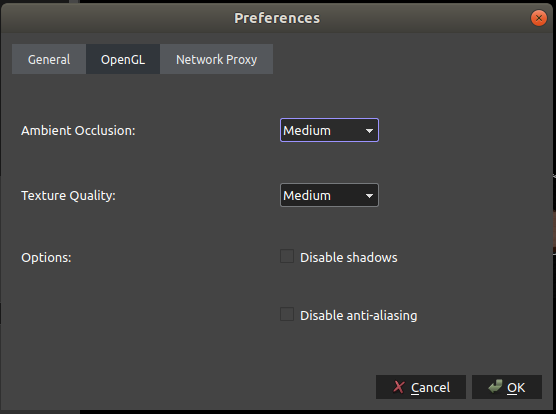 Preferences
General OpenGL Network Proxy
Ambient Occlusion: Medium
Texture Quality: Medium
Options: Disable shadows
Disable anti-aliasing
Cancel OK